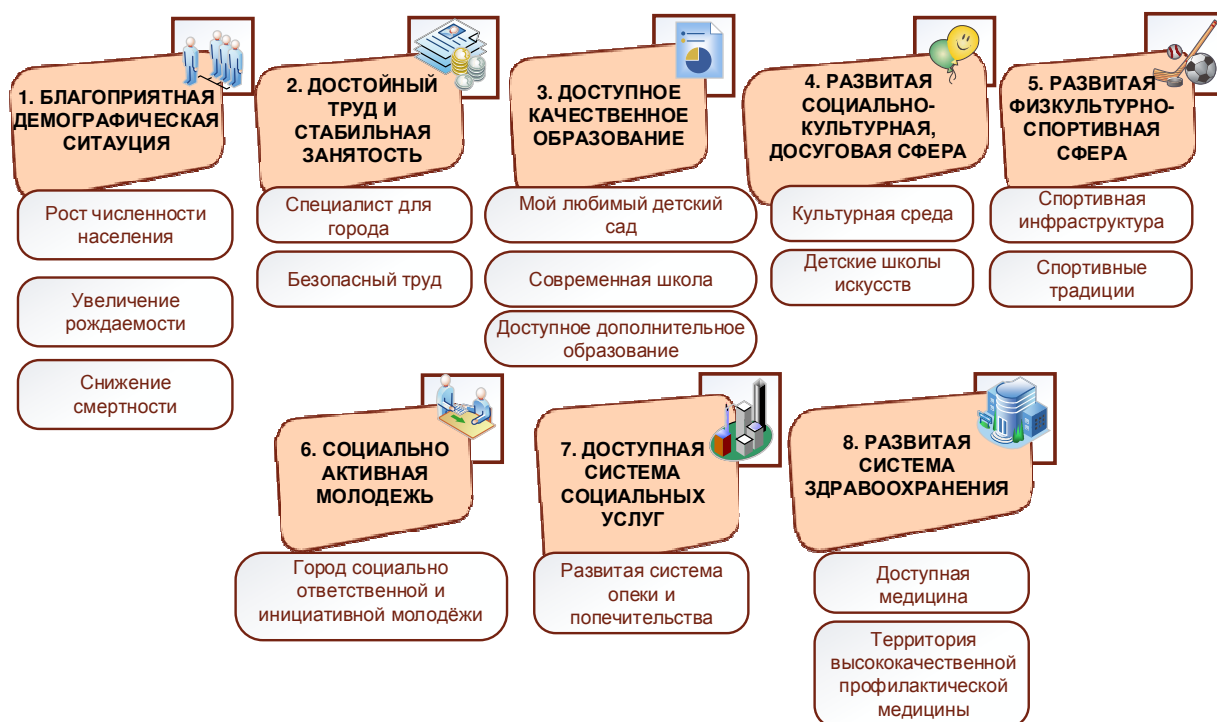 1. БЛАГОПРИЯТНАЯ
ДЕМОГРАФИЧЕСКАЯ
СИТАУЦИЯ
Рост численности
населения
Увеличение
рождаемости
Снижение
смертности
2. ДОСТОЙНЫЙ
ТРУД И
СТАБИЛЬНАЯ
ЗАНЯТОСТЬ
Специалист для
города
Безопасный труд
3. ДОСТУПНОЕ
КАЧЕСТВЕННОЕ
ОБРАЗОВАНИЕ
Мой любимый детский
сад
Современная школа
Доступное дополнительное
образование
4. РАЗВИТАЯ
СОЦИАЛЬНО-
КУЛЬТУРНАЯ,
ДОСУГОВАЯ СФЕРА
Культурная среда
Детские школы
искусств
5. РАЗВИТАЯ
ФИЗКУЛЬТУРНО-
СПОРТИВНАЯ
СФЕРА
Спортивная
инфраструктура
Спортивные
традиции
6. СОЦИАЛЬНО
АКТИВНАЯ
МОЛОДЕЖЬ
Город социально
ответственной и
инициативной молодёжи
7. ДОСТУПНАЯ
СИСТЕМА
СОЦИАЛЬНЫХ
УСЛУГ
Развитая система
опеки и
попечительства
8. РАЗВИТАЯ
СИСТЕМА
ЗДРАВООХРАНЕНИЯ
Доступная
медицина
Территория
высококачественной
профилактической
медицины